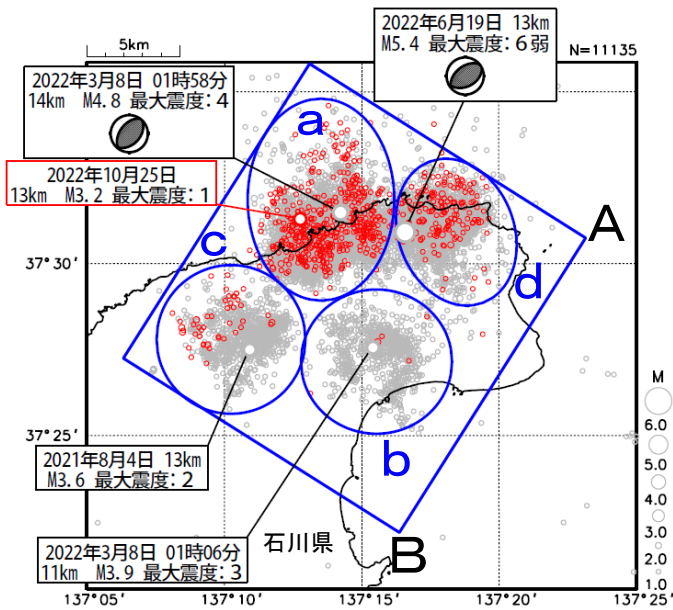 5km
2022年6月19日 13km
M5.4 最大震度：6弱
N=11135
2022年3月8日 01時58分
14km M4.8 最大震度：4
2022年10月25日
13km M3.2 最大震度：1
a
A
c
d
37°30′
37°25′
b
B
M
6.0
5.0
4.0
3.0
2.0
1.0
2021年8月4日 13km
M3.6 最大震度：2
2022年3月8日 01時06分
11km M3.9 最大震度：3
石川県
137°05′
137°10′
137°15′
137°20′
137°25′